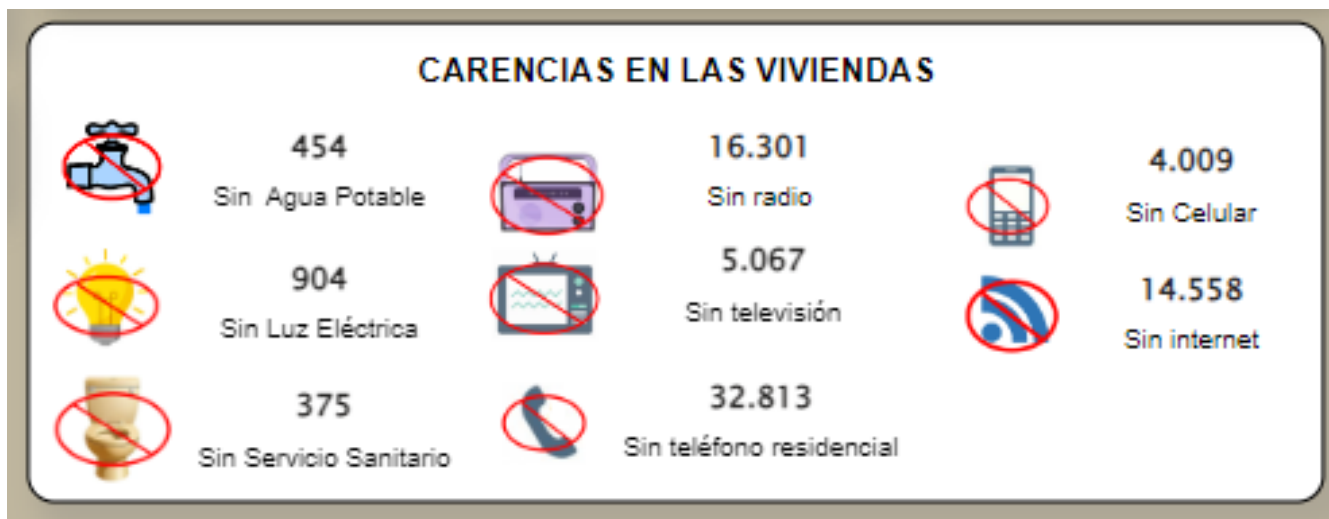 CARENCIAS EN LAS VIVIENDAS
454
Sin Agua Potable
904
Sin Luz Eléctrica
375
Sin Servicio Sanitario
16.301
Sin radio
5.067
Sin televisión
32.813
Sin teléfono residencial
4.009
Sin Celular
14.558
Sin internet